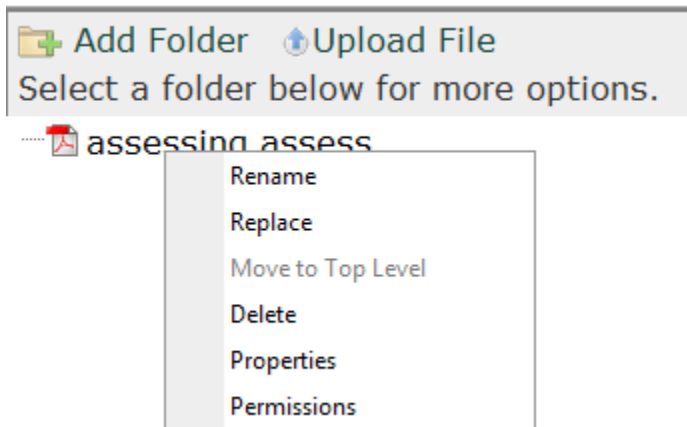 Add Folder Upload File
Select a folder below for more options.
assessing assess
Rename
Replace
Move to Top Level
Delete
Properties
Permissions